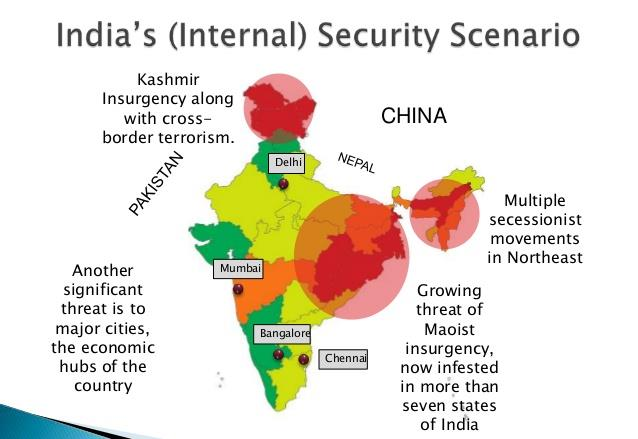 India's (Internal) Security Scenario
Kashmir
Insurgency along
with cross-
border terrorism.
CHINA
PAKISTAN
Delhi
NEPAL
Multiple
secessionist
movements
in Northeast
Another
significant
threat is to
major cities,
the economic
hubs of the
country
Mumbai
Bangalore
Chennai
Growing
threat of
Maoist
insurgency,
now infested
in more than
seven states
of India